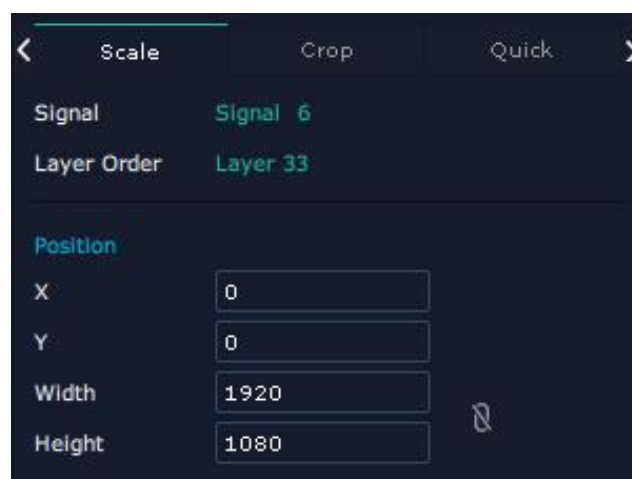 Scale Crop Quick
Signal Signal 6
Layer Order Layer 33
Position
X 0
Y 0
Width 1920
Height 1080